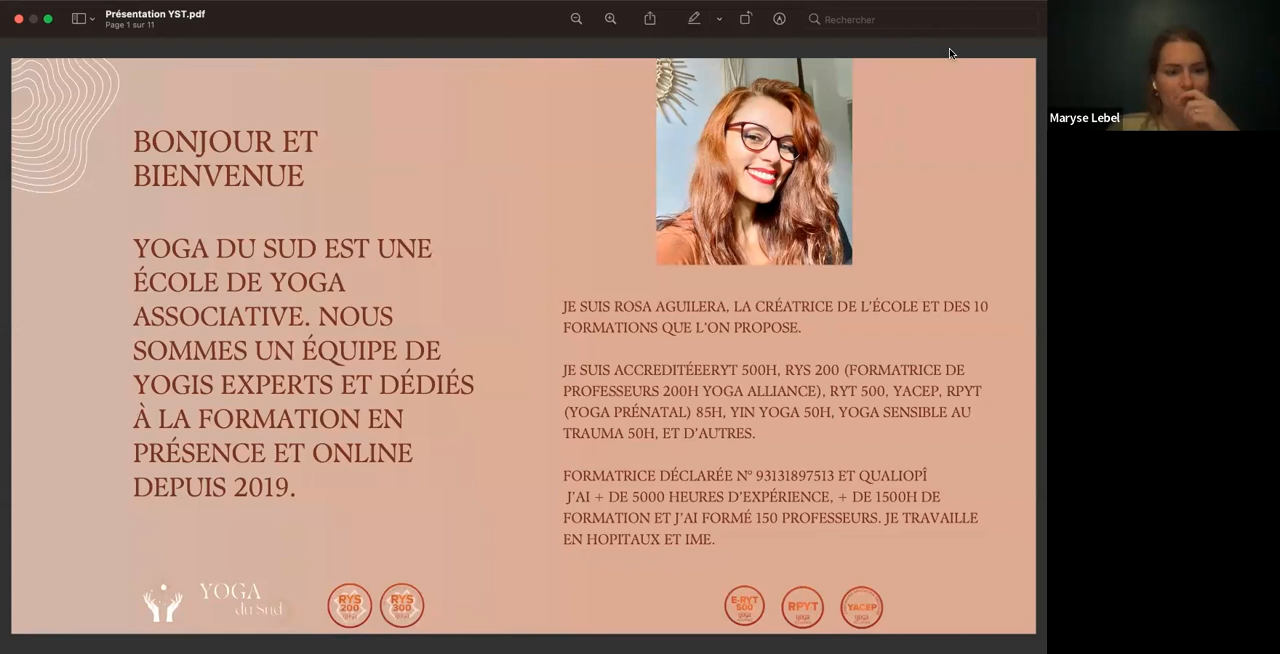 Présentation YST.pdf
Page 1 sur 11
Rechercher
Maryse Lebel
BONJOUR ET
BIENVENUE
YOGA DU SUD EST UNE
ÉCOLE DE YOGA
ASSOCIATIVE. NOUS
SOMMES UN ÉQUIPE DE
YOGIS EXPERTS ET DÉDIÉS
À LA FORMATION EN
PRÉSENCE ET ONLINE
DEPUIS 2019.
JE SUIS ROSA AGUILERA, LA CRÉATRICE DE L'ÉCOLE ET DES 10
FORMATIONS QUE L'ON PROPOSE.
JE SUIS ACCREDITÉEERYT 500H, RYS 200 (FORMATRICE DE
PROFESSEURS 200H YOGA ALLIANCE), RYT 500, YACEP, RPYT
(YOGA PRÉNATAL) 85H, YIN YOGA 50H, YOGA SENSIBLE AU
TRAUMA 50H, ET D'AUTRES.
FORMATRICE DÉCLARÉE N° 93131897513 ET QUALIOPÎ
J'AI + DE 5000 HEURES D'EXPÉRIENCE, + DE 1500H DE
FORMATION ET J'AI FORMÉ 150 PROFESSEURS. JE TRAVAILLE
EN HOPITAUX ET IME.
YOGA
du Sud
RYS
200
RYS
300
E-RYT
500
yoga
RPYT
yoga
YACEP
yoga